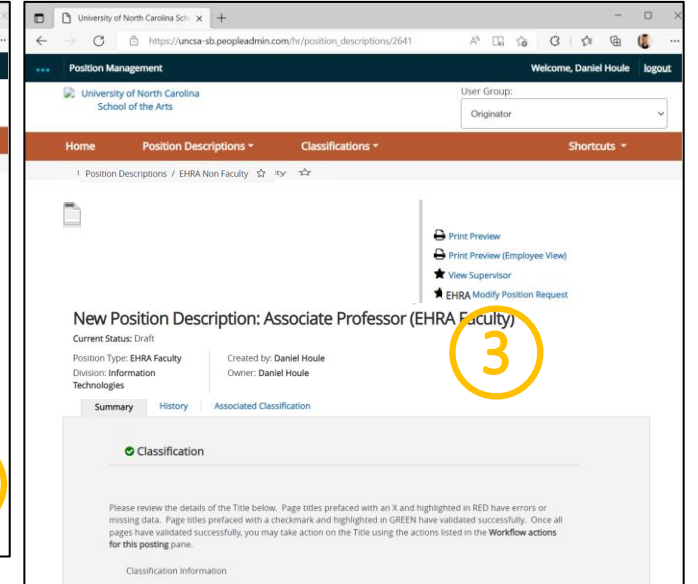 University of North Carolina Sch
https://uncsa-sb.peopleadmin.com/hr/position_descriptions/2641
Position Management
Welcome, Daniel Houle logout
University of North Carolina
School of the Arts
User Group:
Originator
Home Position Descriptions Classifications Shortcuts
Position Descriptions / EHRA Non Faculty
Print Preview
Print Preview (Employee View)
View Supervisor
EHRA Modify Position Request
New Position Description: Associate Professor (EHRA Faculty)
3
Current Status: Draft
Position Type: EHRA Faculty Created by: Daniel Houle
Division: Information Owner: Daniel Houle
Technologies
Summary History Associated Classification
Classification
Please review the details of the Title below. Page titles prefaced with an X and highlighted in RED have errors or
missing data. Page titles prefaced with a checkmark and highlighted in GREEN have validated successfully. Once all
pages have validated successfully, you may take action on the Title using the actions listed in the Workflow actions
for this posting pane.
Classification Information